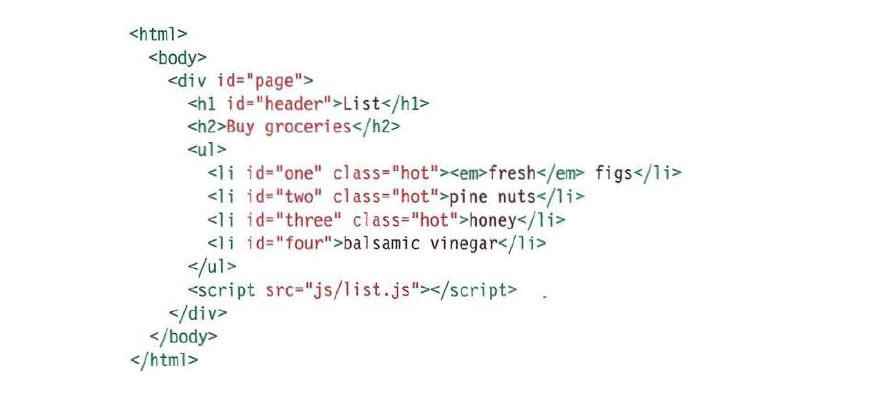 <html>
<body>
<div id="page">
<h1 id="header">List</h1>
<h2>Buy groceries</h2>
<ul>
<li id="one" class="hot"><em>fresh</em> figs</li>
<li id="two" class="hot">pine nuts</li>
<li id="three" class="hot">honey</li>
<li id="four">balsamic vinegar</li>
</ul>
<script src="js/list.js"></script>
</div>
</body>
</html>